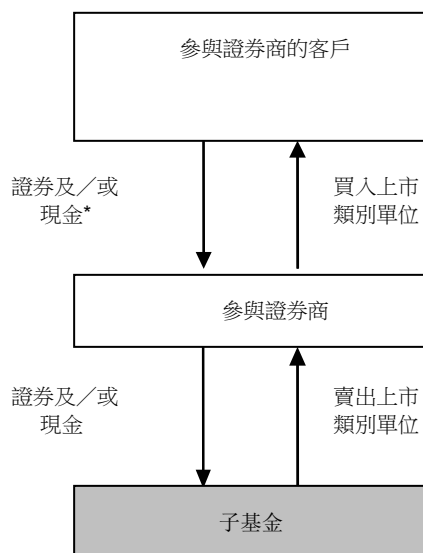 參與證券商的客戶
證券及／或
現金*
買入上市
類別單位
參與證券商
證券及／或
現金
賣出上市
類別單位
子基金